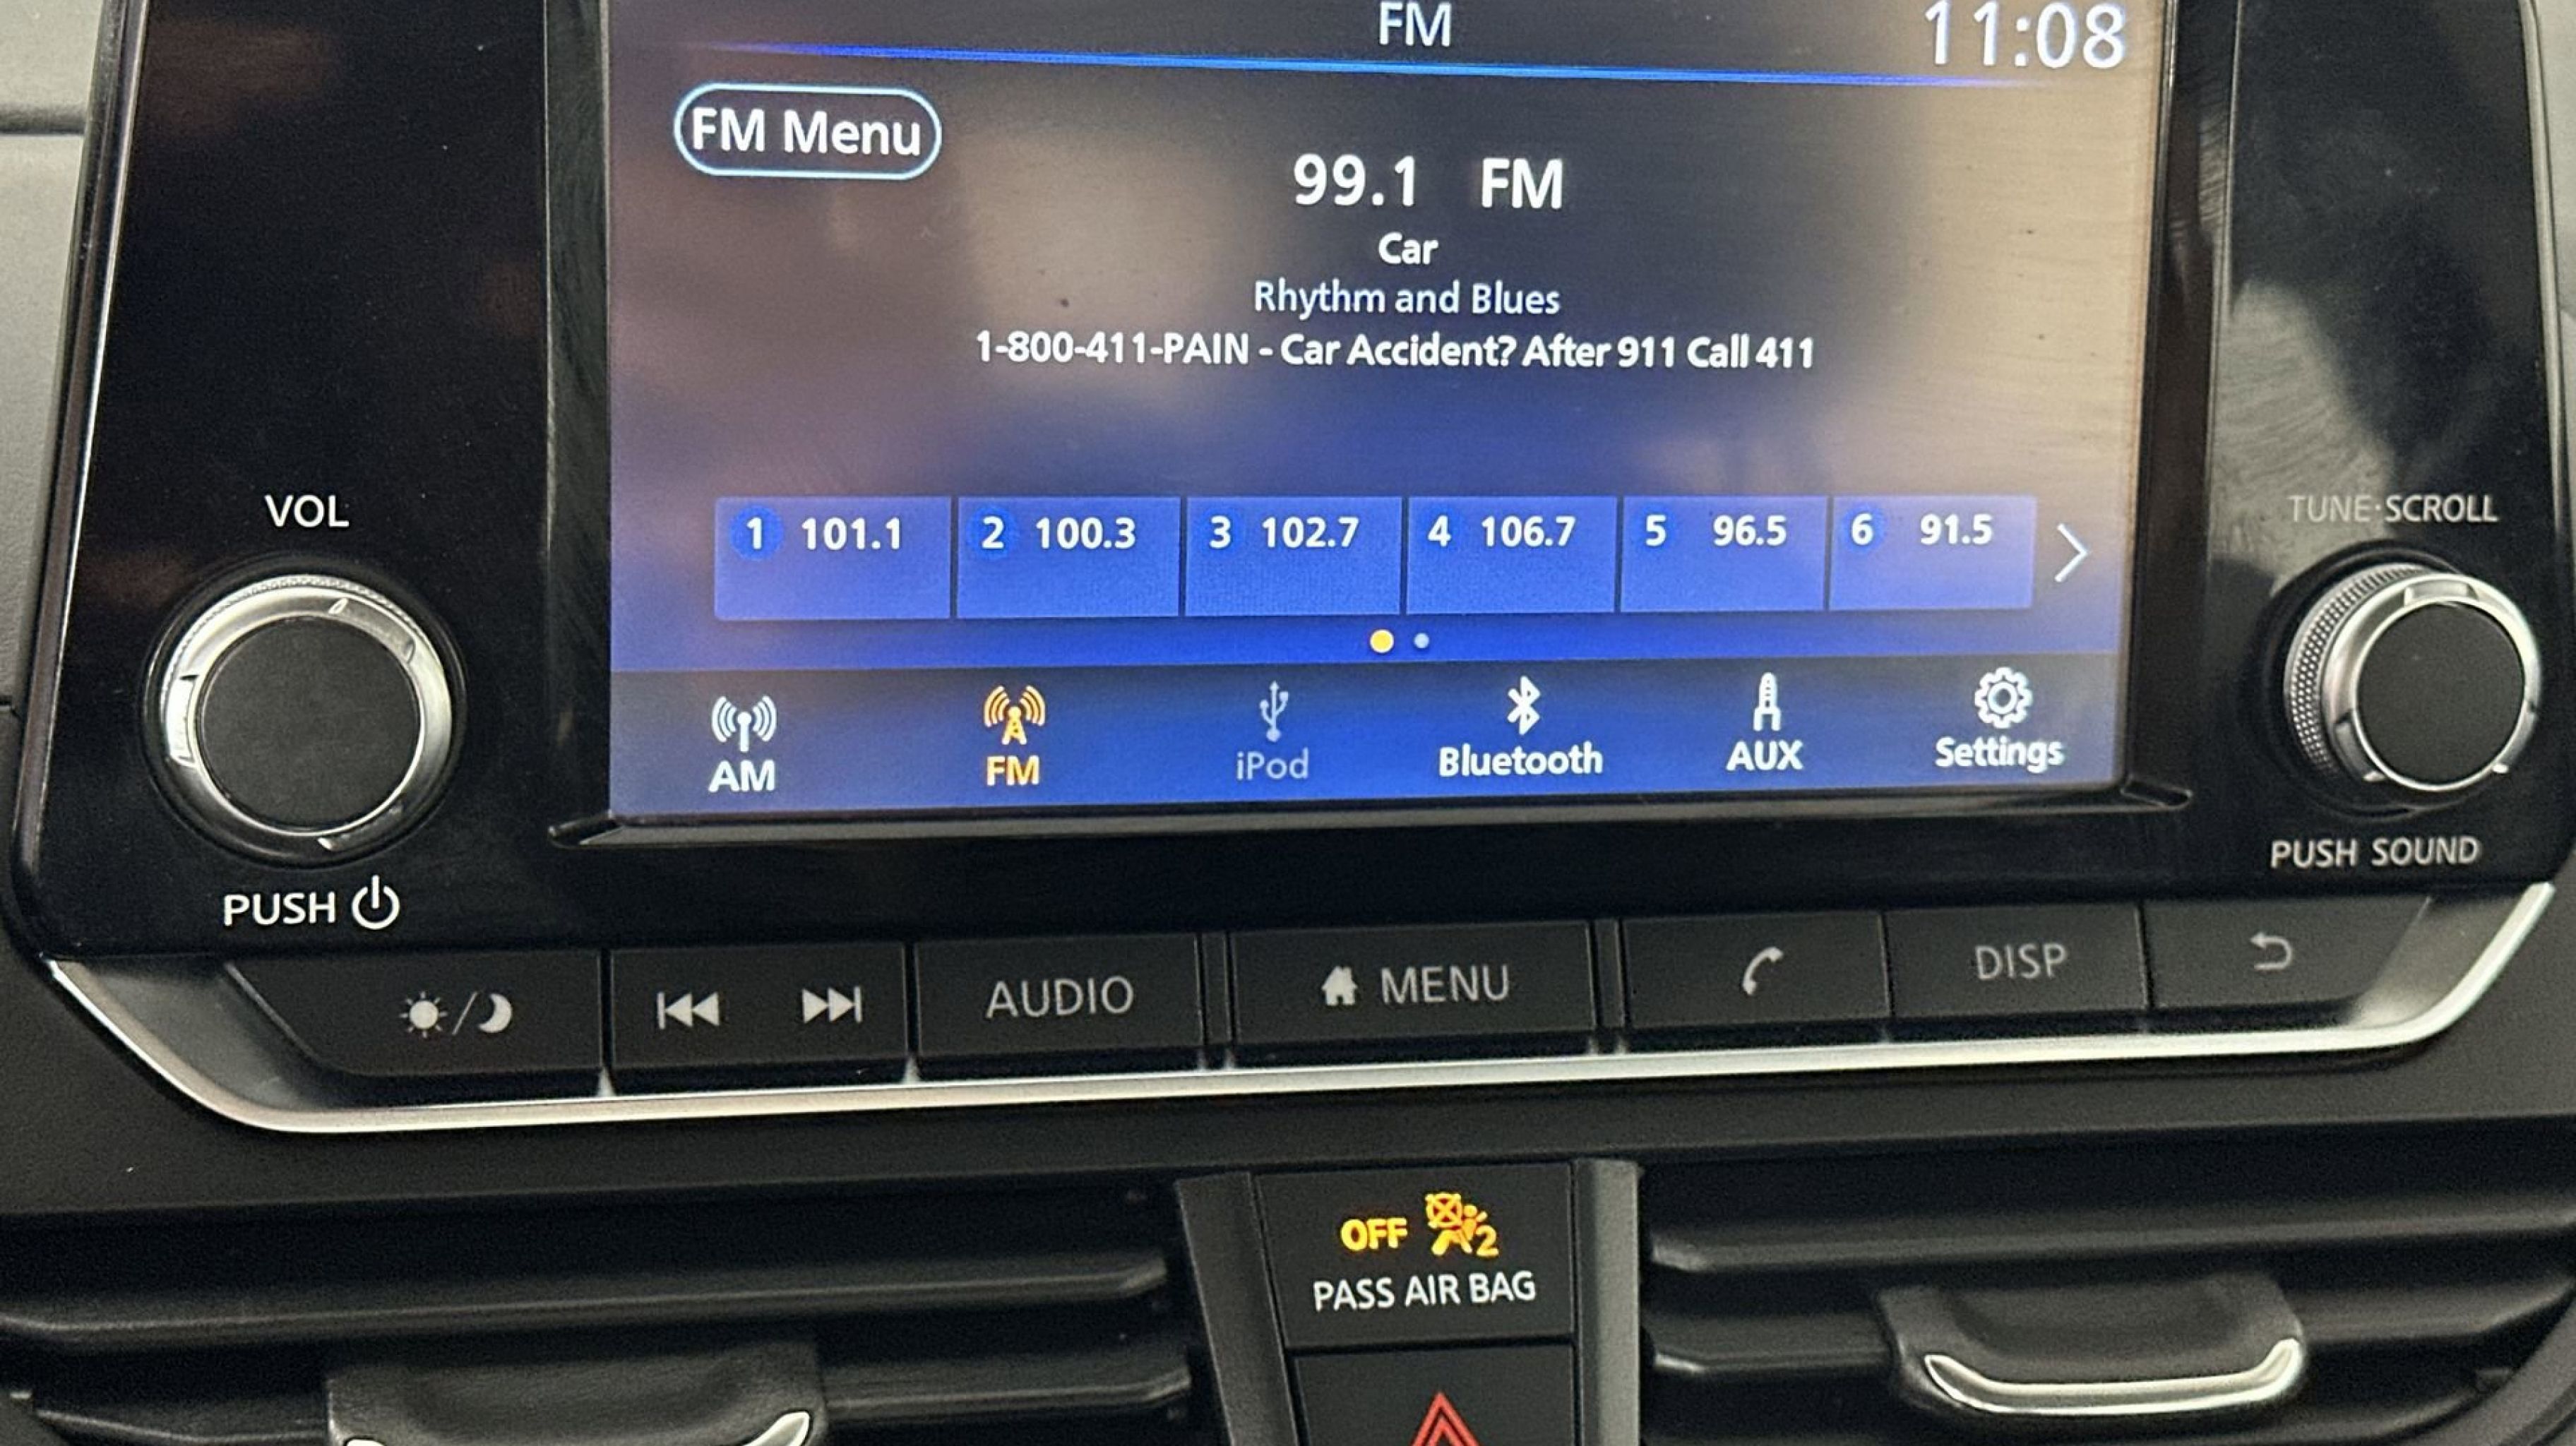 FM 11:08
FM Menu
99.1 FM
Car
Rhythm and Blues
1-800-411-PAIN - Car Accident? After 911 Call 411
VOL
TUNE·SCROLL
1 101.1 2 100.3 3 102.7 4 106.7 5 96.5 6 91.5
AM FM iPod Bluetooth AUX Settings
PUSH
PUSH SOUND
AUDIO MENU DISP
OFF 2
PASS AIR BAG